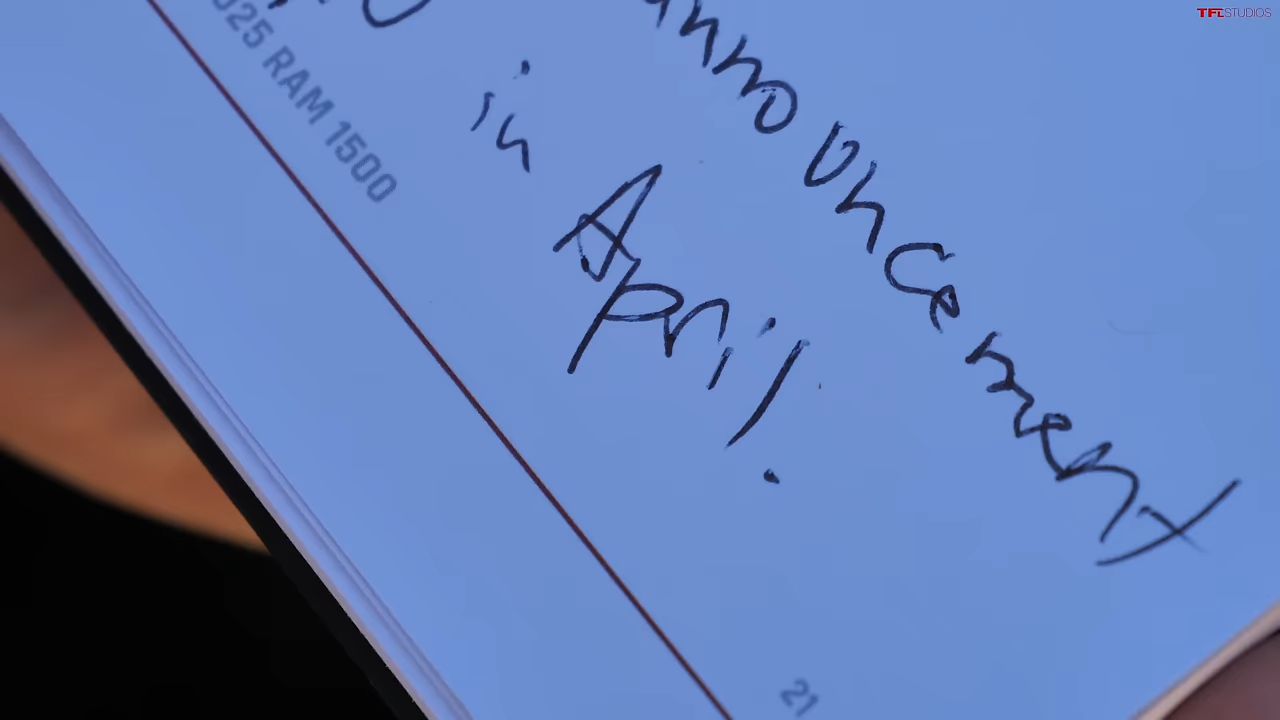 TFLSTUDIOS
announcement
in April.
025 RAM 1500
21